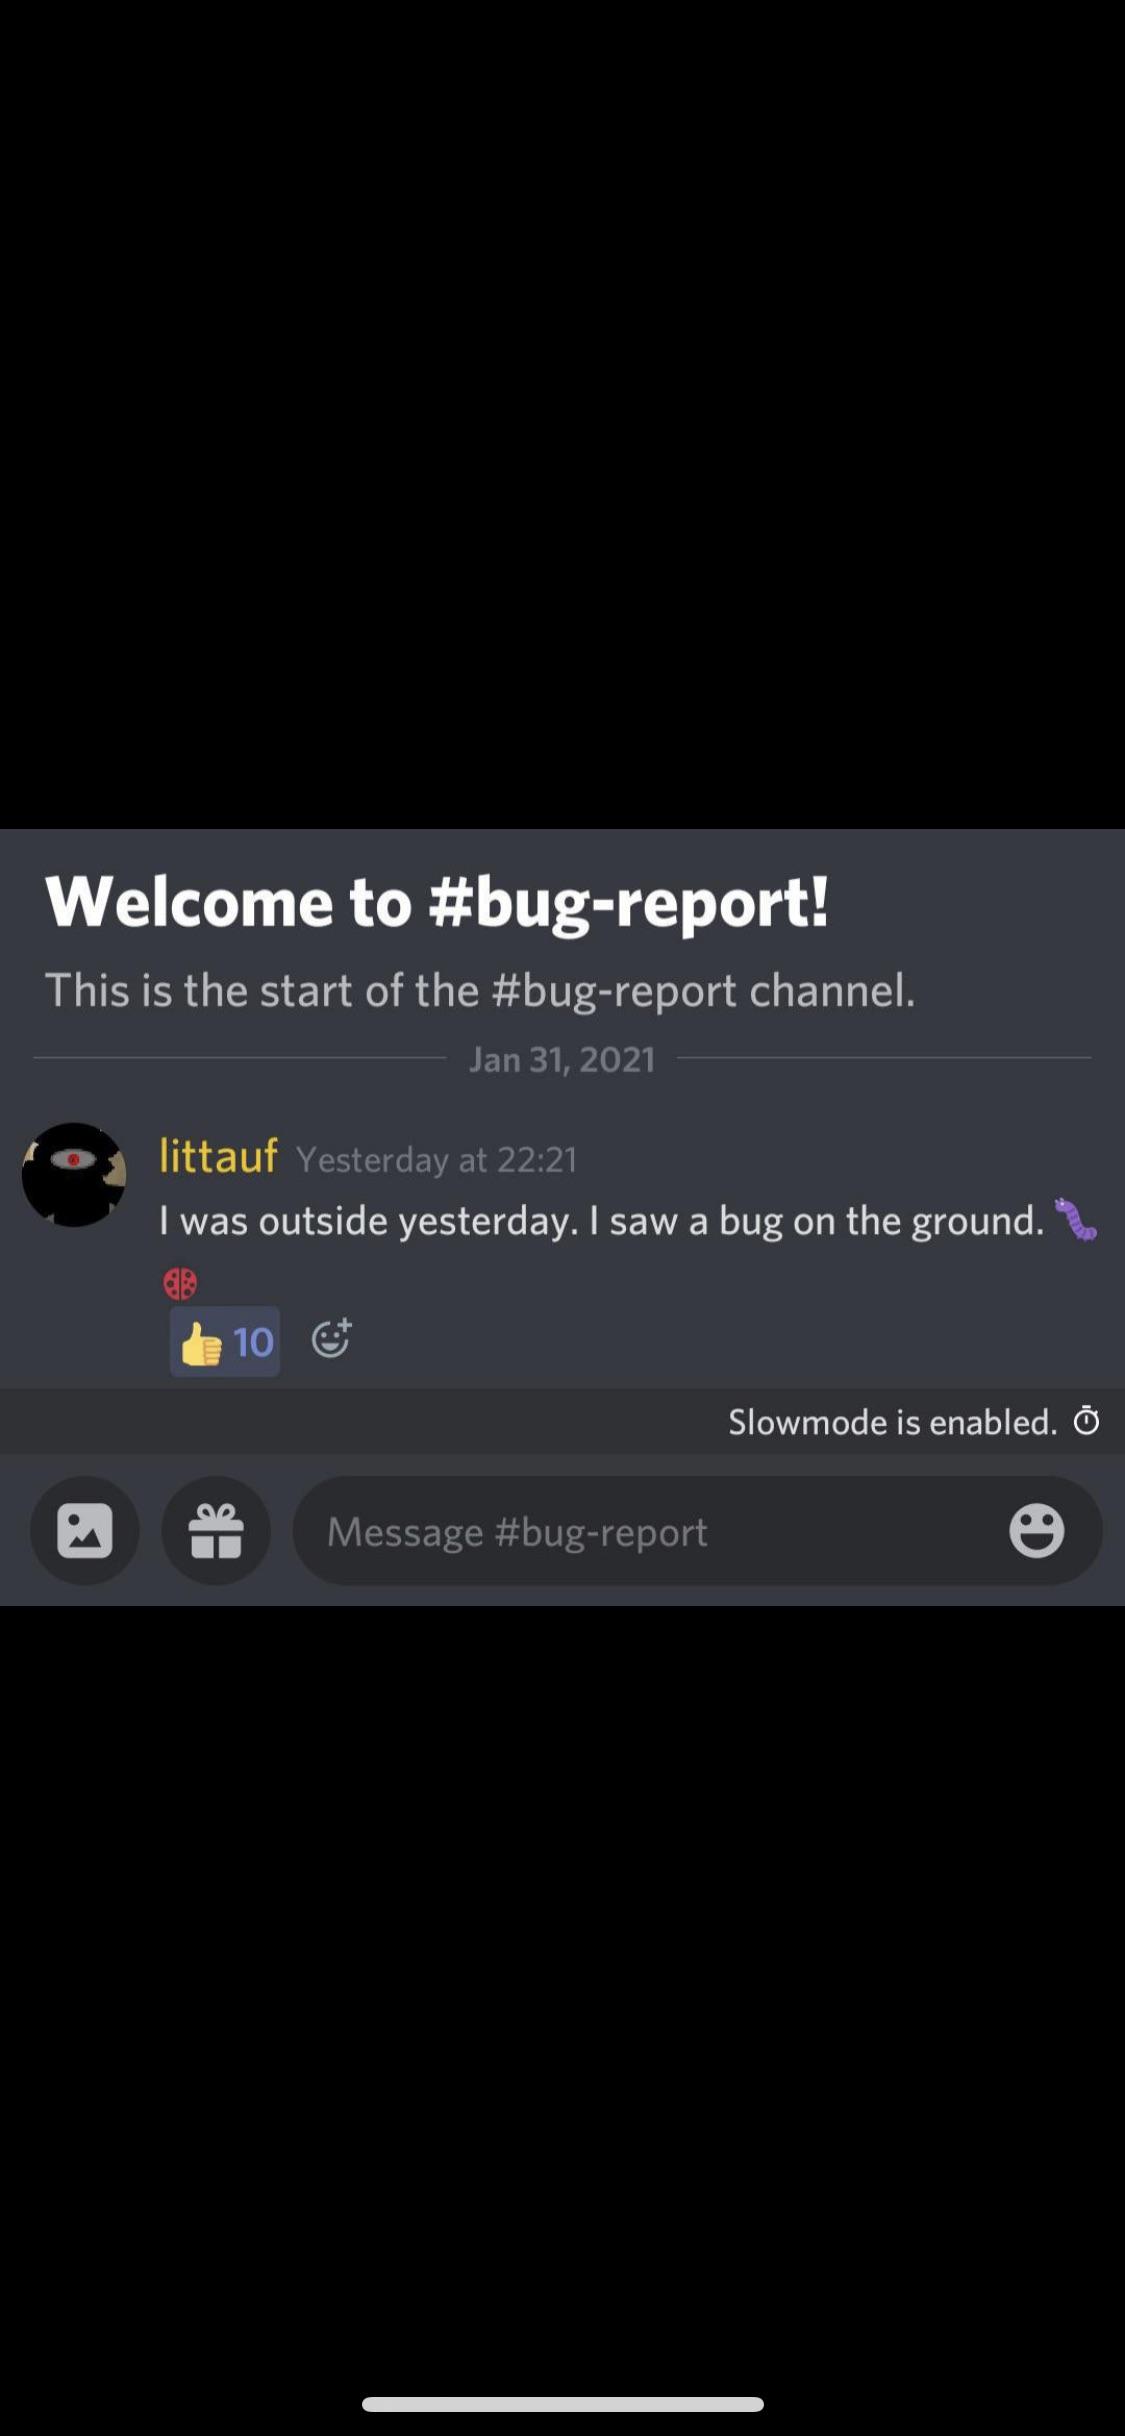 Welcome to #bug-report!
This is the start of the #bug-report channel.
Jan 31, 2021
littauf Yesterday at 22:21
I was outside yesterday. I saw a bug on the ground. 🐛
🐞
👍 10
Slowmode is enabled.
Message #bug-report